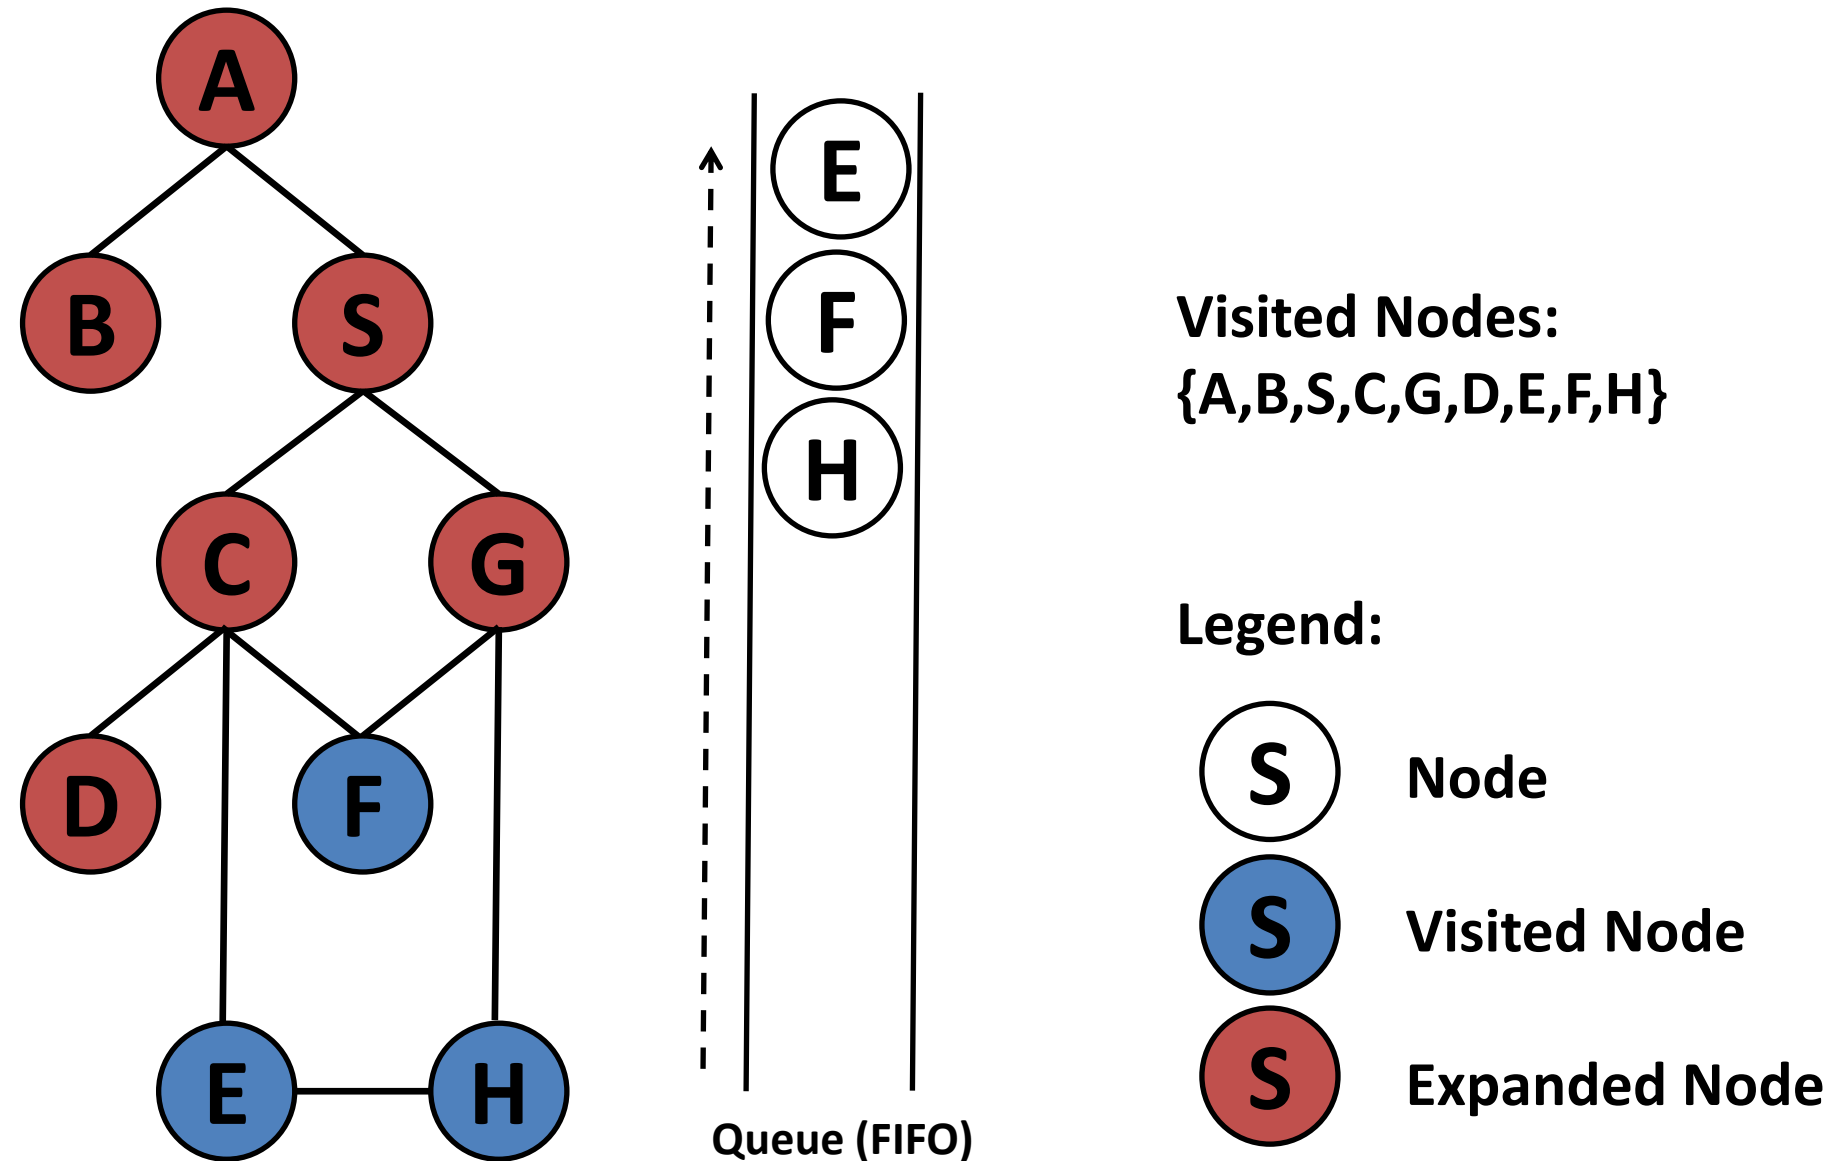 A
B
S
C
G
D
F
E
H
E
F
H
Queue (FIFO)
Visited Nodes:
{A,B,S,C,G,D,E,F,H}
Legend:
S Node
S Visited Node
S Expanded Node